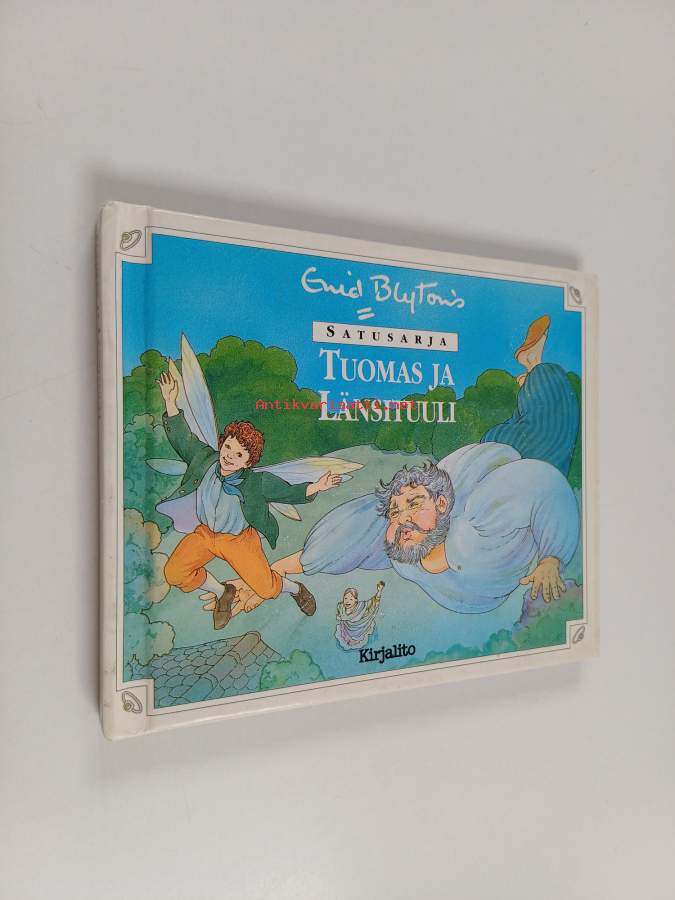 Enid Blyton's
SATUSARJA
TUOMAS JA
LÄNSITUULI
Antikvariaatti.net
Kirjalito